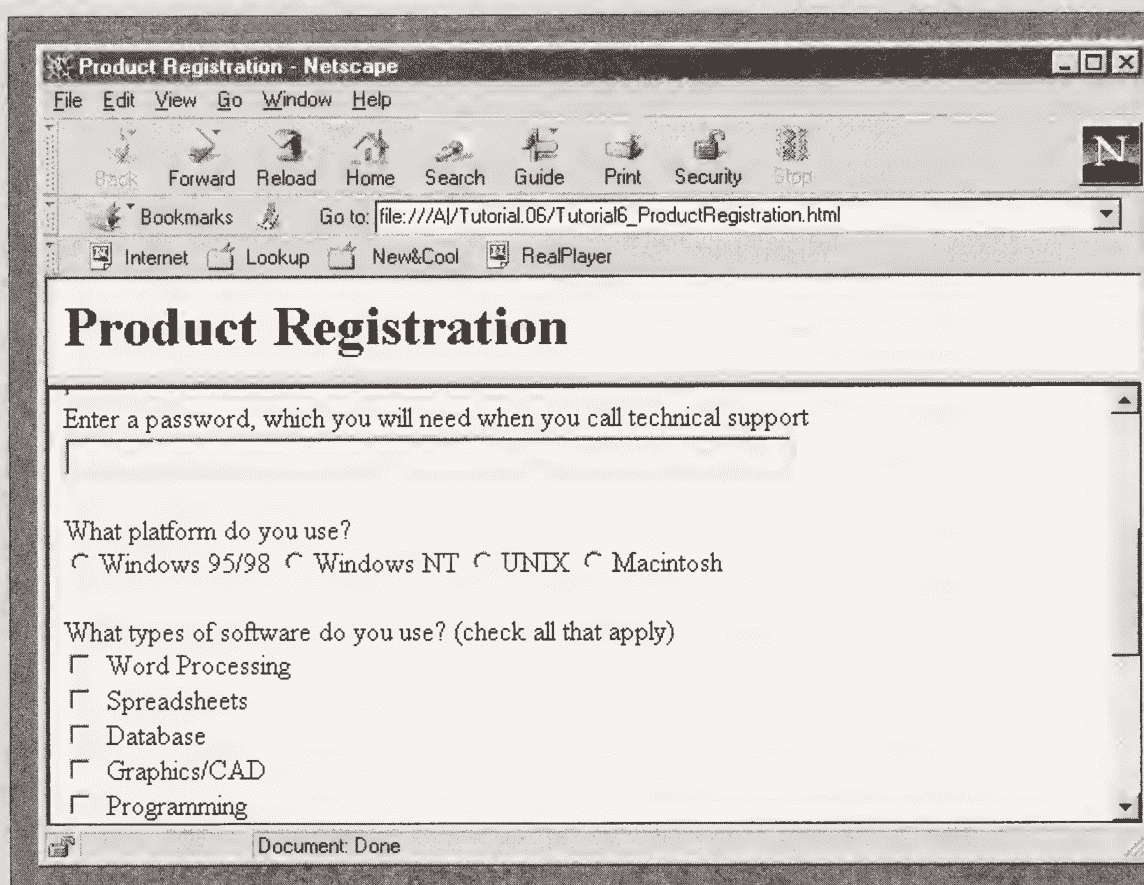 Product Registration - Netscape
File Edit View Go Window Help
N
Back Forward Reload Home Search Guide Print Security Stop
Bookmarks Go to: file:///A|/Tutorial.06/Tutorial6_ProductRegistration.html
Internet Lookup New&Cool RealPlayer
Product Registration
Enter a password, which you will need when you call technical support
What platform do you use?
Windows 95/98 Windows NT UNIX Macintosh
What types of software do you use? (check all that apply)
Word Processing
Spreadsheets
Database
Graphics/CAD
Programming
Document: Done